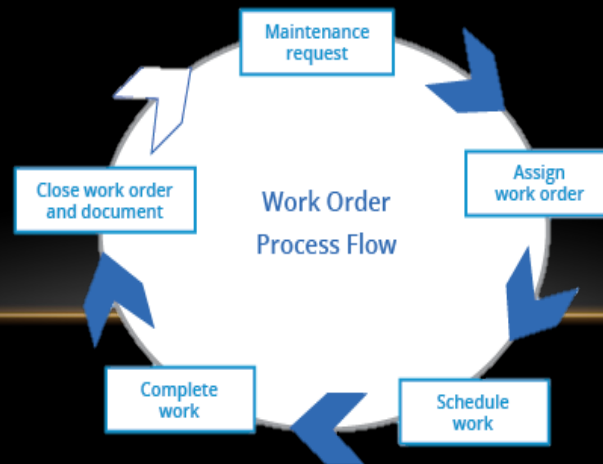 Maintenance
request
Assign
work order
Close work order
and document
Work Order
Process Flow
Complete
work
Schedule
work